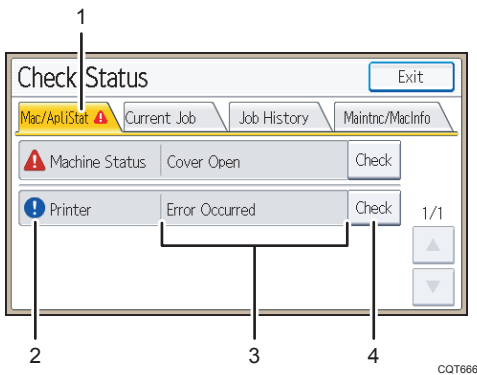 1
Check Status
Exit
Mac/ApliStat
Current Job
Job History
Maintnc/MacInfo
Machine Status
Cover Open
Check
Printer
Error Occurred
Check
1/1
2
3
4
CQT666